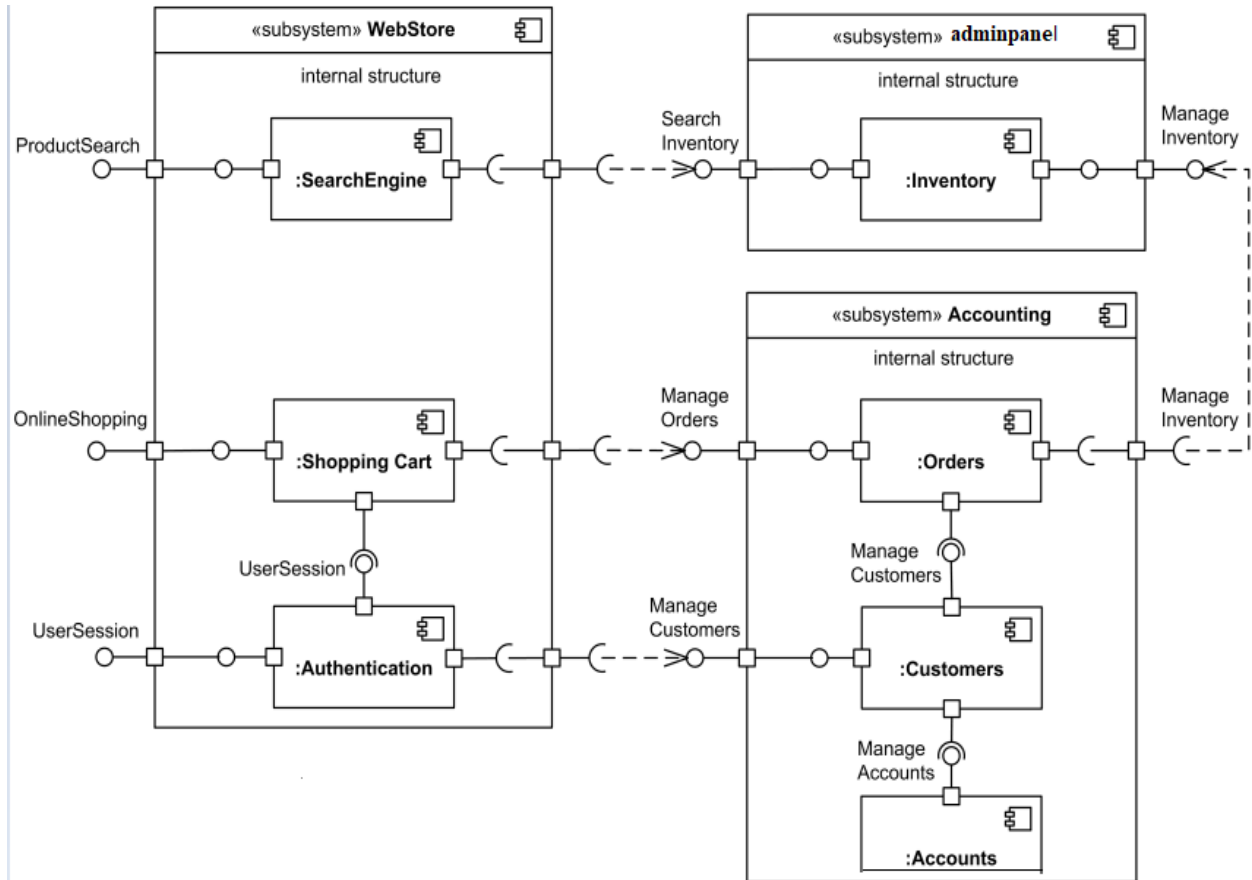 «subsystem» WebStore
internal structure
ProductSearch
:SearchEngine
OnlineShopping
:Shopping Cart
UserSession
UserSession
:Authentication
«subsystem» adminpanel
internal structure
Search
Inventory
:Inventory
Manage
Inventory
«subsystem» Accounting
internal structure
Manage
Orders
:Orders
Manage
Inventory
Manage
Customers
Manage
Customers
:Customers
Manage
Accounts
:Accounts